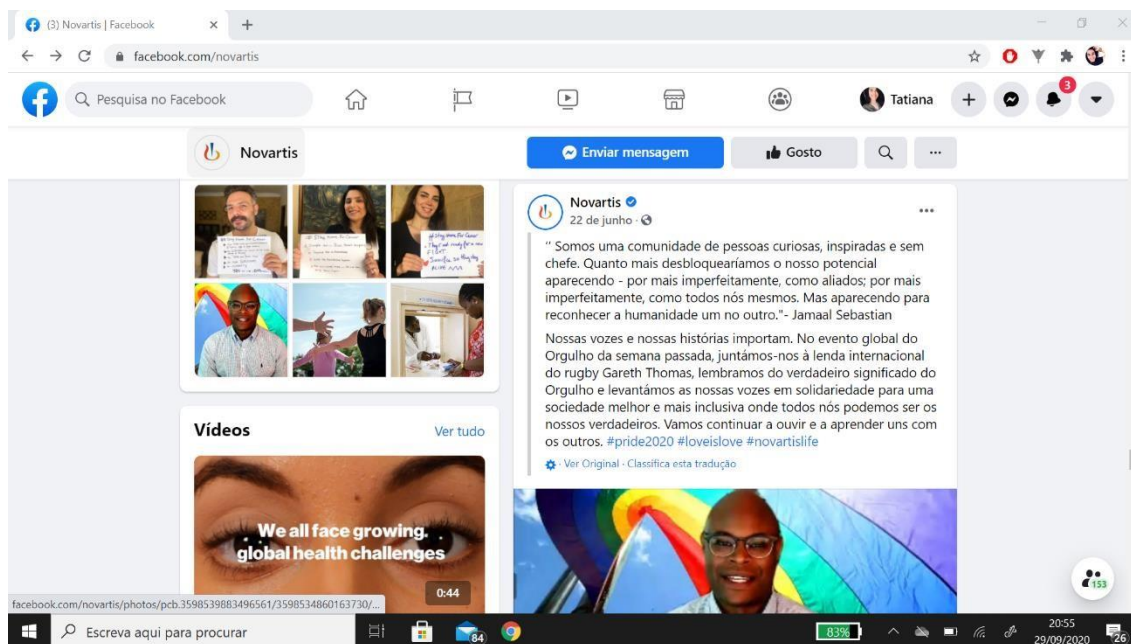 (3) Novartis | Facebook
facebook.com/novartis
Pesquisa no Facebook
Tatiana
3
Novartis
Enviar mensagem
Gosto
Novartis
22 de junho
“ Somos uma comunidade de pessoas curiosas, inspiradas e sem
chefe. Quanto mais desbloquearíamos o nosso potencial
aparecendo - por mais imperfeitamente, como aliados; por mais
imperfeitamente, como todos nós mesmos. Mas aparecendo para
reconhecer a humanidade um no outro."- Jamaal Sebastian
Nossas vozes e nossas histórias importam. No evento global do
Orgulho da semana passada, juntámos-nos à lenda internacional
do rugby Gareth Thomas, lembramos do verdadeiro significado do
Orgulho e levantámos as nossas vozes em solidariedade para uma
sociedade melhor e mais inclusiva onde todos nós podemos ser os
nossos verdadeiros. Vamos continuar a ouvir e a aprender uns com
os outros. #pride2020 #loveislove #novartislife
· Ver Original · Classifica esta tradução
Vídeos
Ver tudo
We all face growing.
global health challenges
0:44
153
facebook.com/novartis/photos/pcb.3598539883496561/3598534860163730/...
Escreva aqui para procurar
84
83%
20:55
29/09/2020
26